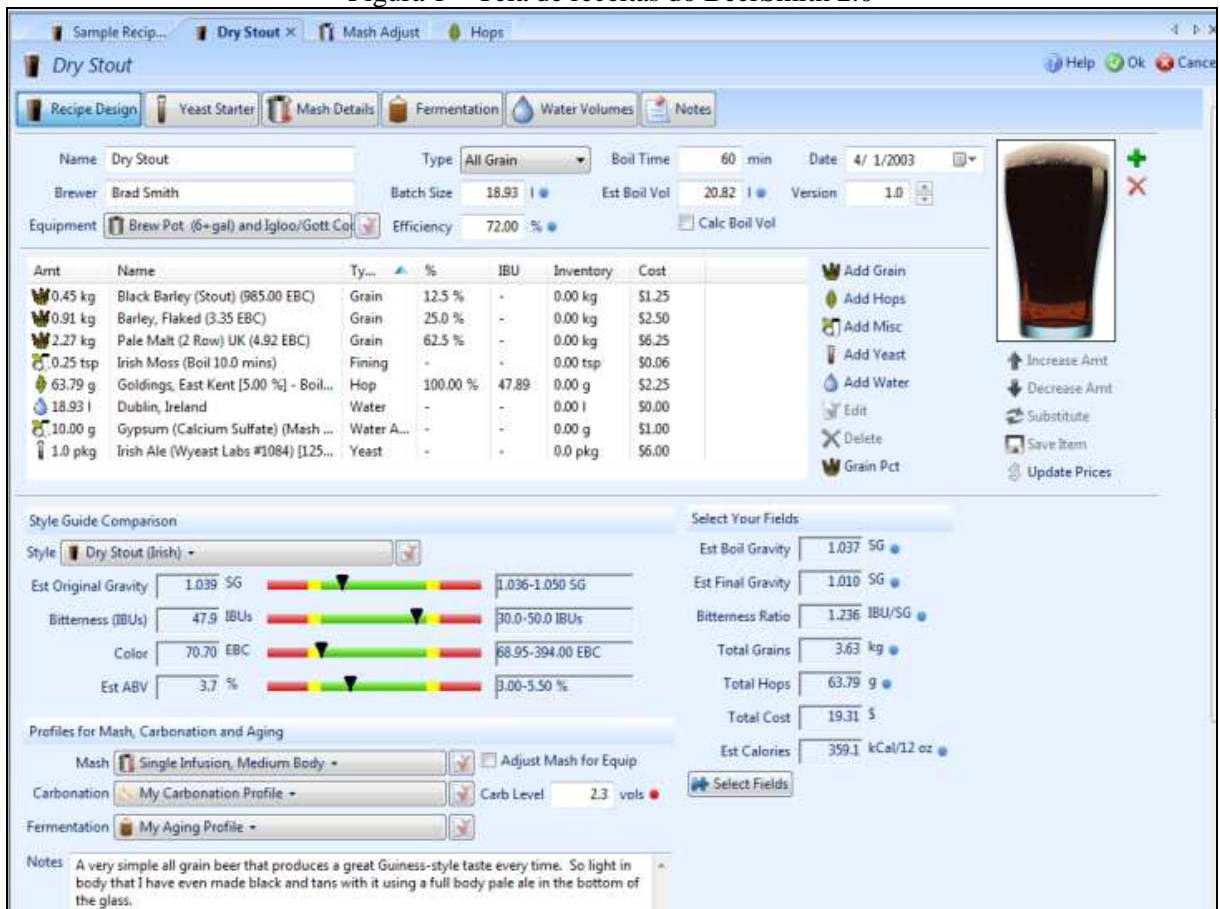 Figura 1 – Tela de receitas do BeerSmith 2.0
Sample Recip... Dry Stout × Mash Adjust Hops
Dry Stout Help Ok Cance
Recipe Design Yeast Starter Mash Details Fermentation Water Volumes Notes
Name Dry Stout Type All Grain Boil Time 60 min Date 4/ 1/2003
Brewer Brad Smith Batch Size 18.93 l Est Boil Vol 20.82 l Version 1.0
Equipment Brew Pot (6+gal) and Igloo/Gott Co Efficiency 72.00 % Calc Boil Vol
Amt Name Ty... % IBU Inventory Cost
0.45 kg Black Barley (Stout) (985.00 EBC) Grain 12.5 % - 0.00 kg $1.25
0.91 kg Barley, Flaked (3.35 EBC) Grain 25.0 % - 0.00 kg $2.50
2.27 kg Pale Malt (2 Row) UK (4.92 EBC) Grain 62.5 % - 0.00 kg $6.25
0.25 tsp Irish Moss (Boil 10.0 mins) Fining - - 0.00 tsp $0.06
63.79 g Goldings, East Kent [5.00 %] - Boil... Hop 100.00 % 47.89 0.00 g $2.25
18.93 l Dublin, Ireland Water - - 0.00 l $0.00
10.00 g Gypsum (Calcium Sulfate) (Mash ... Water A... - - 0.00 g $1.00
1.0 pkg Irish Ale (Wyeast Labs #1084) [125... Yeast - - 0.0 pkg $6.00
Add Grain
Add Hops
Add Misc
Add Yeast
Add Water
Edit
Delete
Grain Pct
Increase Amt
Decrease Amt
Substitute
Save Item
Update Prices
Style Guide Comparison
Style Dry Stout (Irish)
Est Original Gravity 1.039 SG 1.036-1.050 SG
Bitterness (IBUs) 47.9 IBUs 30.0-50.0 IBUs
Color 70.70 EBC 68.95-394.00 EBC
Est ABV 3.7 % 3.00-5.50 %
Select Your Fields
Est Boil Gravity 1.037 SG
Est Final Gravity 1.010 SG
Bitterness Ratio 1.236 IBU/SG
Total Grains 3.63 kg
Total Hops 63.79 g
Total Cost 19.31 $
Est Calories 359.1 kCal/12 oz
Select Fields
Profiles for Mash, Carbonation and Aging
Mash Single Infusion, Medium Body Adjust Mash for Equip
Carbonation My Carbonation Profile Carb Level 2.3 vols
Fermentation My Aging Profile
Notes A very simple all grain beer that produces a great Guiness-style taste every time. So light in
body that I have even made black and tans with it using a full body pale ale in the bottom of
the glass.